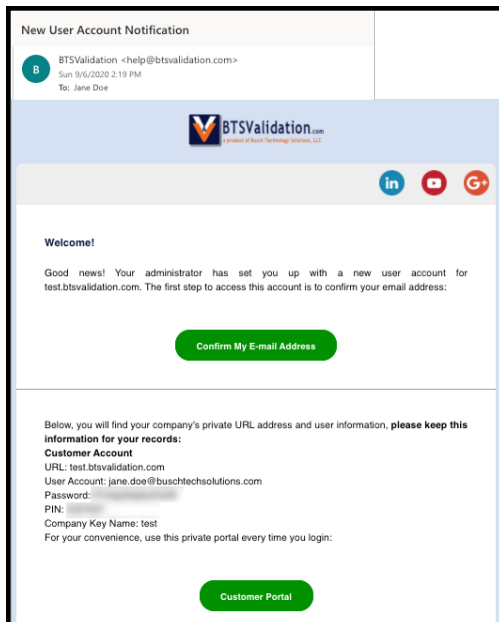 New User Account Notification
B
BTSValidation <help@btsvalidation.com>
Sun 9/6/2020 2:19 PM
To: Jane Doe
BTSValidation.com
a product of Busch Technology Solutions, LLC
in
G+
Welcome!
Good news! Your administrator has set you up with a new user account for
test.btsvalidation.com. The first step to access this account is to confirm your email address:
Confirm My E-mail Address
Below, you will find your company's private URL address and user information, please keep this
information for your records:
Customer Account
URL: test.btsvalidation.com
User Account: jane.doe@buschtechsolutions.com
Password:
PIN:
Company Key Name: test
For your convenience, use this private portal every time you login:
Customer Portal